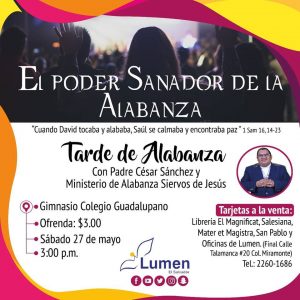 El poder Sanador de la
Alabanza
"Cuando David tocaba y alababa, Saúl se calmaba y encontraba paz" 1 Sam 16, 14-23
Tarde de Alabanza
Con Padre César Sánchez y
Ministerio de Alabanza Siervos de Jesús
Gimnasio Colegio Guadalupano
Ofrenda: $3.00
Sábado 27 de mayo
3:00 p.m.
Tarjetas a la venta:
Librería El Magnificat, Salesiana,
Mater et Magistra, San Pablo y
Oficinas de Lumen. (Final Calle
Talamanca #20 Col. Miramonte)
Tel.: 2260-1686
Lumen
El Salvador